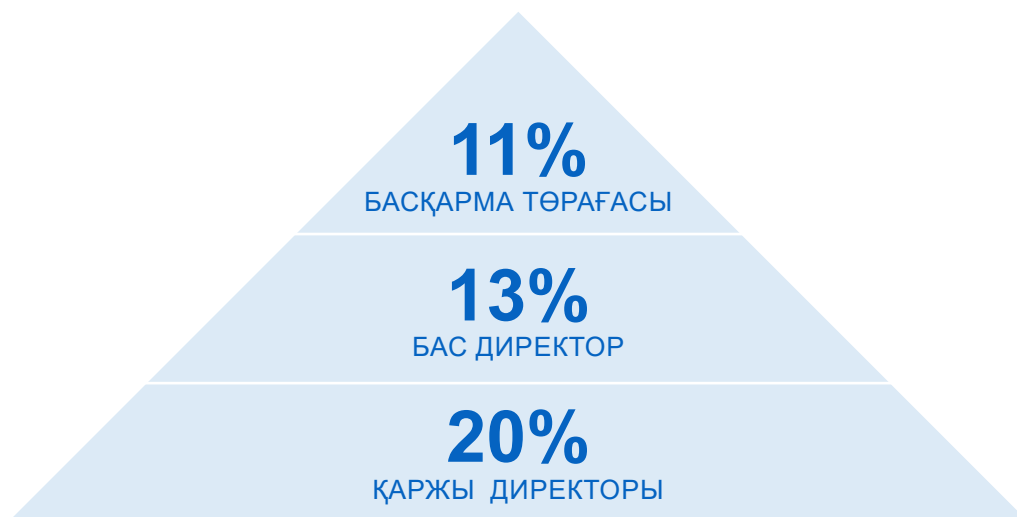 11%
БАСҚАРМА ТӨРАҒАСЫ
13%
БАС ДИРЕКТОР
20%
ҚАРЖЫ ДИРЕКТОРЫ